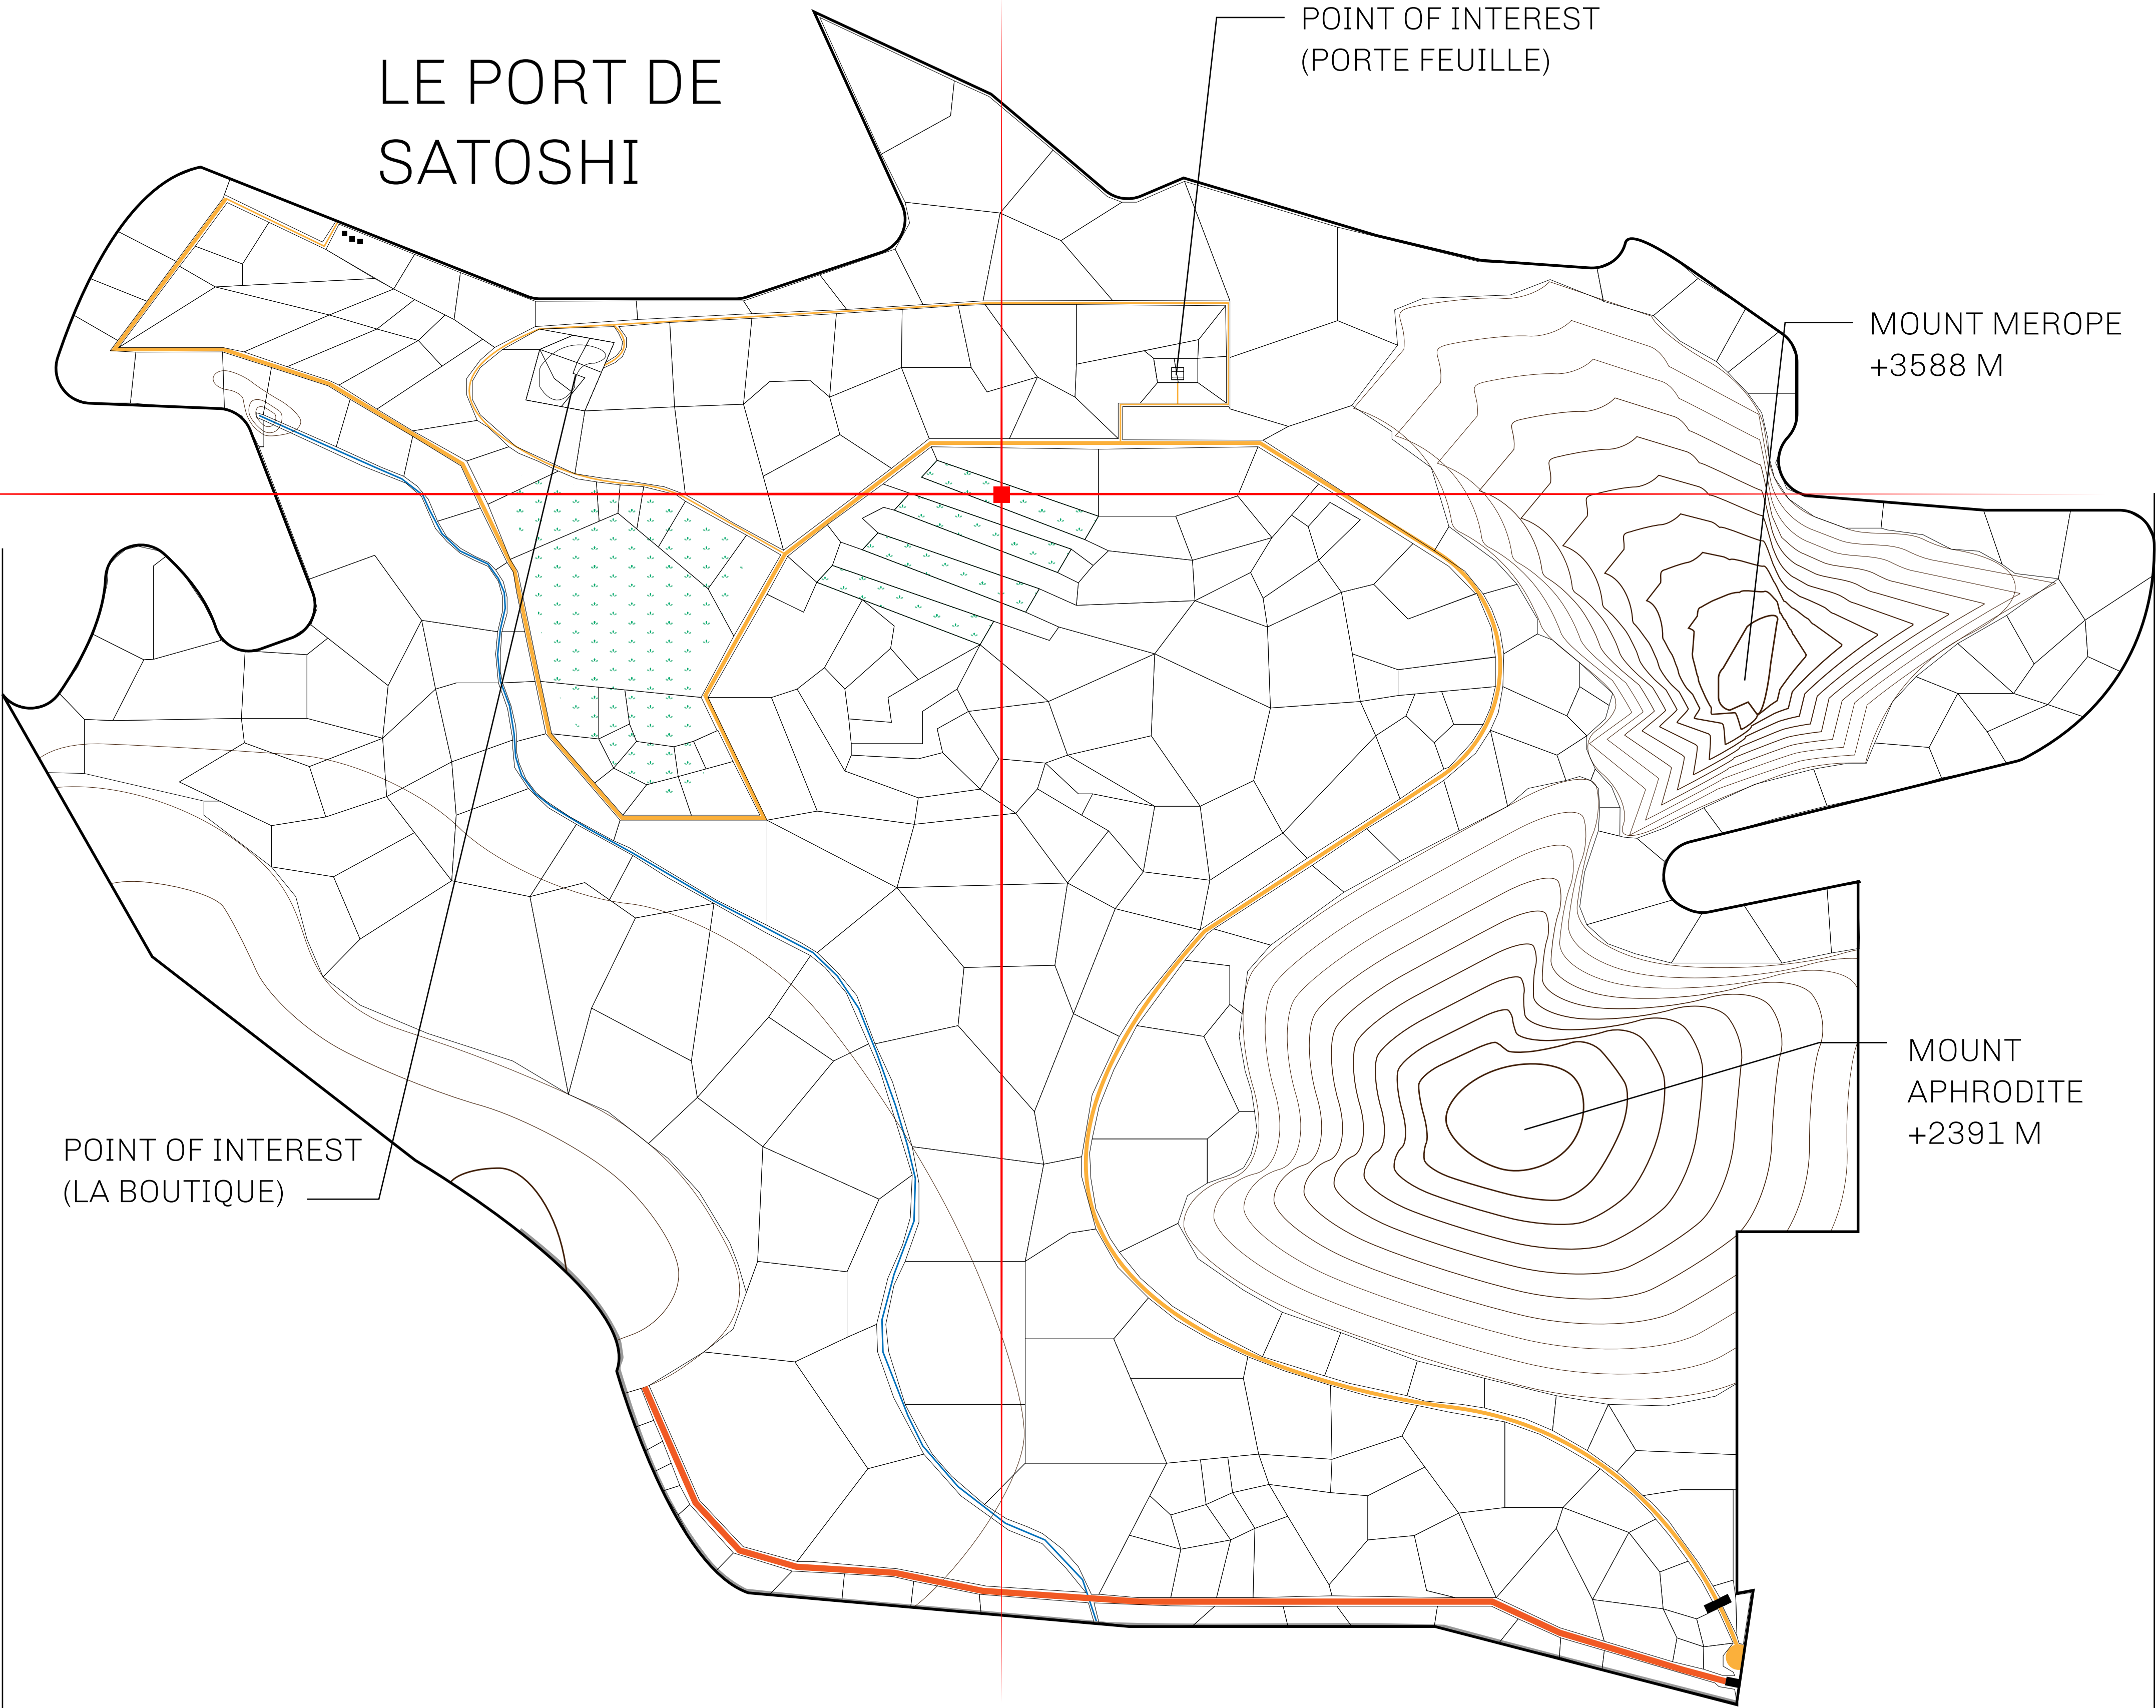 LE PORT DE
SATOSHI
POINT OF INTEREST
(PORTE FEUILLE)
MOUNT MEROPE
+3588 M
MOUNT
APHRODITE
+2391 M
POINT OF INTEREST
(LA BOUTIQUE)